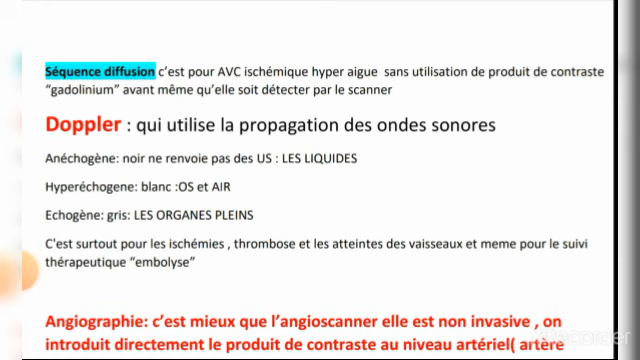 Séquence diffusion c'est pour AVC ischémique hyper aigue sans utilisation de produit de contraste
"gadolinium" avant même qu'elle soit détecter par le scanner
Doppler : qui utilise la propagation des ondes sonores
Anéchogène: noir ne renvoie pas des US : LES LIQUIDES
Hyperéchogene: blanc :OS et AIR
Echogène: gris: LES ORGANES PLEINS
C'est surtout pour les ischémies , thrombose et les atteintes des vaisseaux et meme pour le suivi
thérapeutique "embolyse"
Angiographie: c'est mieux que l'angioscanner elle est non invasive , on
introduit directement le produit de contraste au niveau artériel( artère